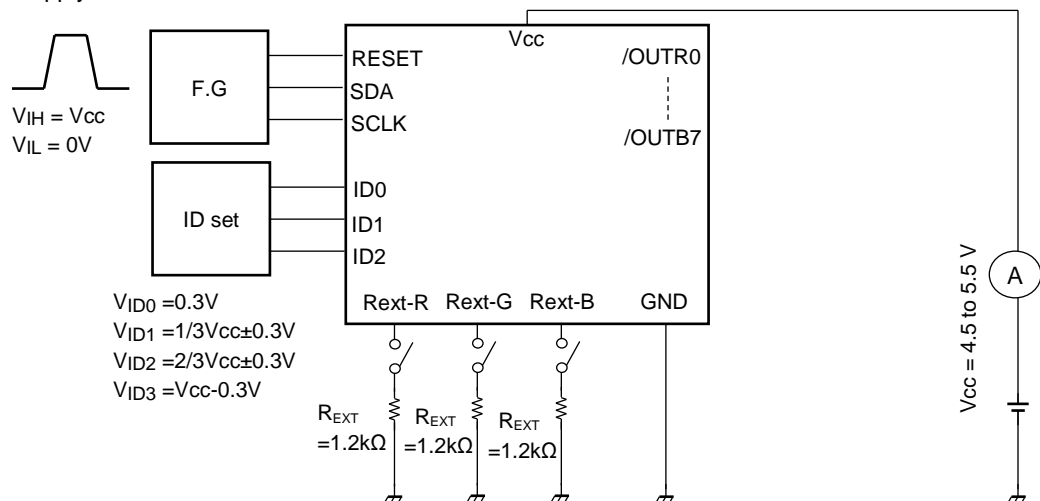 Vcc
RESET
SDA
SCLK
/OUTR0
/OUTB7
F.G
VIH = Vcc
VIL = 0V
ID0
ID1
ID2
ID set
Rext-R Rext-G Rext-B GND
VID0 =0.3V
VID1 =1/3Vcc±0.3V
VID2 =2/3Vcc±0.3V
VID3 =Vcc-0.3V
REXT
=1.2kΩ
REXT
=1.2kΩ
REXT
=1.2kΩ
A
Vcc = 4.5 to 5.5 V